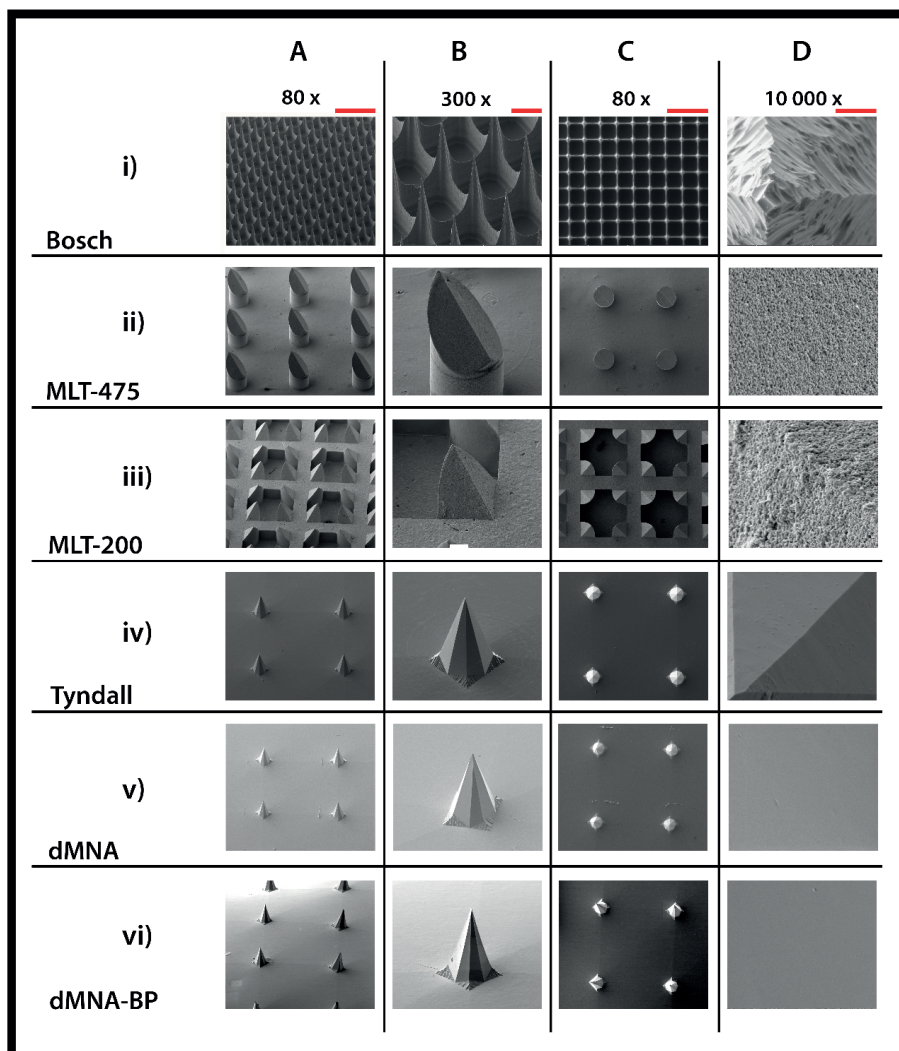 A B C D
80 x 300 x 80 x 10 000 x
i)
Bosch
ii)
MLT-475
iii)
MLT-200
iv)
Tyndall
v)
dMNA
vi)
dMNA-BP